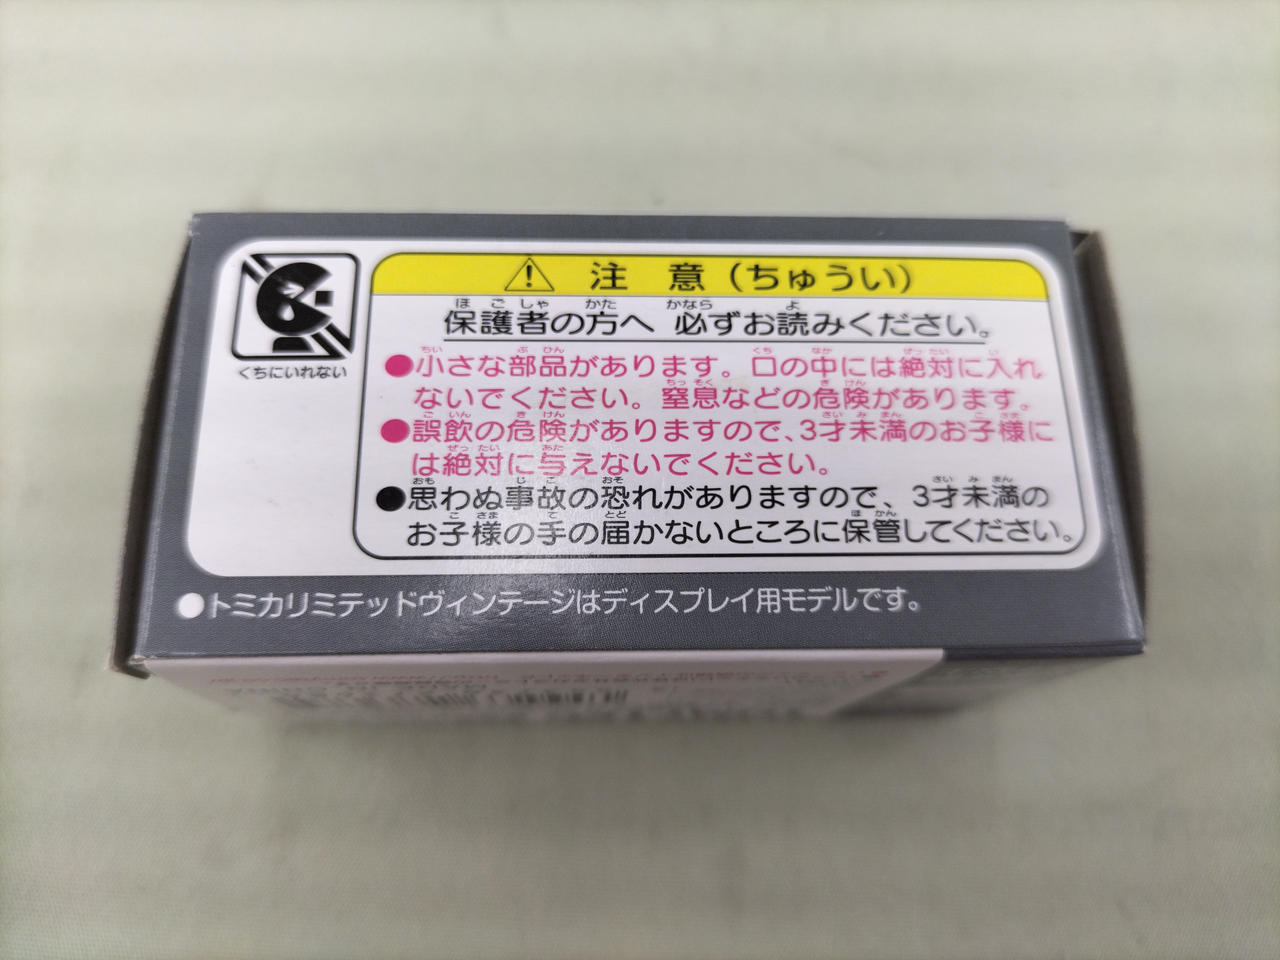 注 意（ちゅうい）
保護者の方へ 必ずお読みください。
くちにいれない
●小さな部品があります。口の中には絶対に入れ
ないでください。窒息などの危険があります。
●誤飲の危険がありますので、3才未満のお子様に
は絶対に与えないでください。
●思わぬ事故の恐れがありますので、3才未満の
お子様の手の届かないところに保管してください。
●トミカリミテッドヴィンテージはディスプレイ用モデルです。